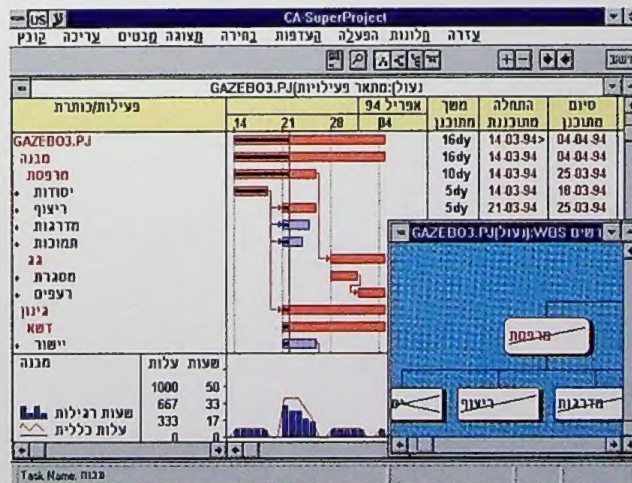 US ע CA-SuperProject
קובץ עריכה מבטים תצוגה בחירה העדפות הפעלה חלונות עזרה
GAZEBO3.PJ(נעול):מתאר פעילויות
פעילות/כותרת
אפריל 94
14 21 28 04
משך מתוכנן
התחלה מתוכננת
סיום מתוכנן
GAZEBO3.PJ 16dy 14-03-94> 04-04-94
מבנה 16dy 14-03-94 04-04-94
מרפסת 10dy 14-03-94 25-03-94
יסודות 5dy 14-03-94 18-03-94
ריצוף 5dy 21-03-94 25-03-94
מדרגות
תמוכות
גג
מסגרת
רעפים
גינון
דשא
יישור
WBS:(נעול)GAZEBO3.PJ
מרפסת
ריצוף
מדרגות
מבנה
עלות שעות
1000 50
667 33
333 17
0 0
שעות רגילות
עלות כללית
Task Name: מבנה